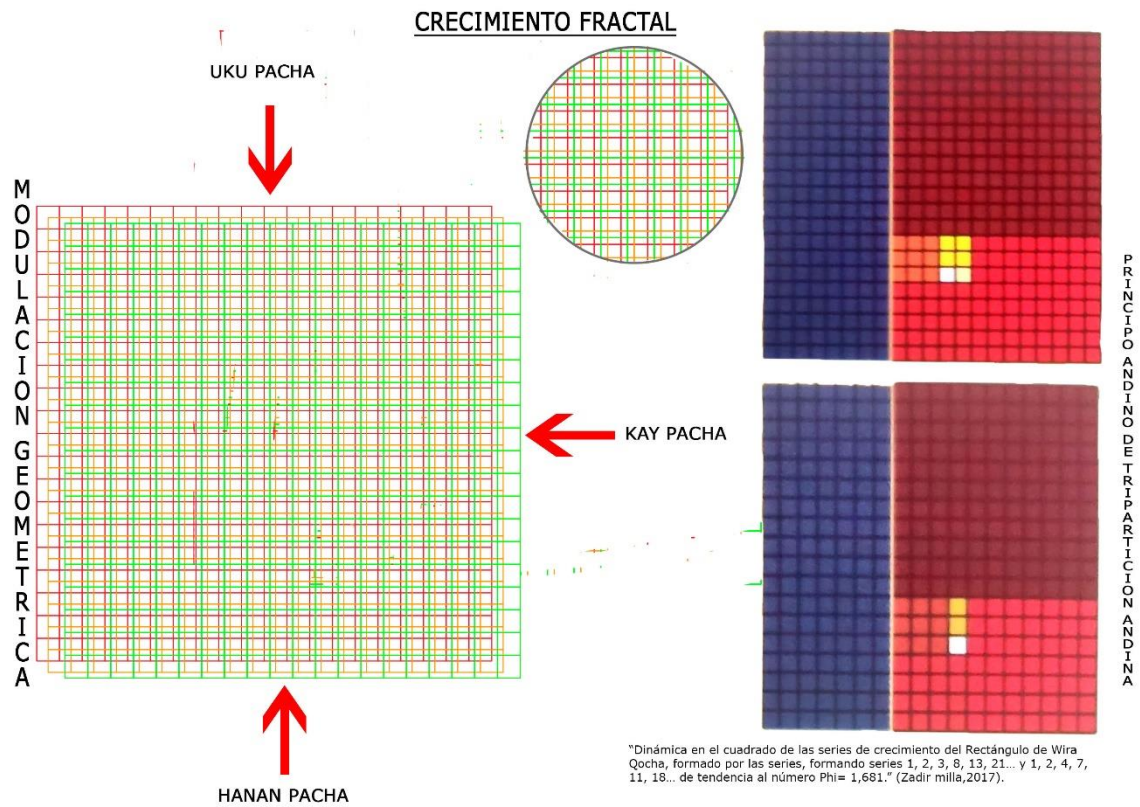 CRECIMIENTO FRACTAL
UKU PACHA
MODULACION GEOMETRICA
KAY PACHA
HANAN PACHA
PRINCIPO ANDINO DE TRIPARTICION ANDINA
"Dinámica en el cuadrado de las series de crecimiento del Rectángulo de Wira
Qocha, formado por las series, formando series 1, 2, 3, 8, 13, 21... y 1, 2, 4, 7,
11, 18... de tendencia al número Phi= 1,681." (Zadir milla,2017).